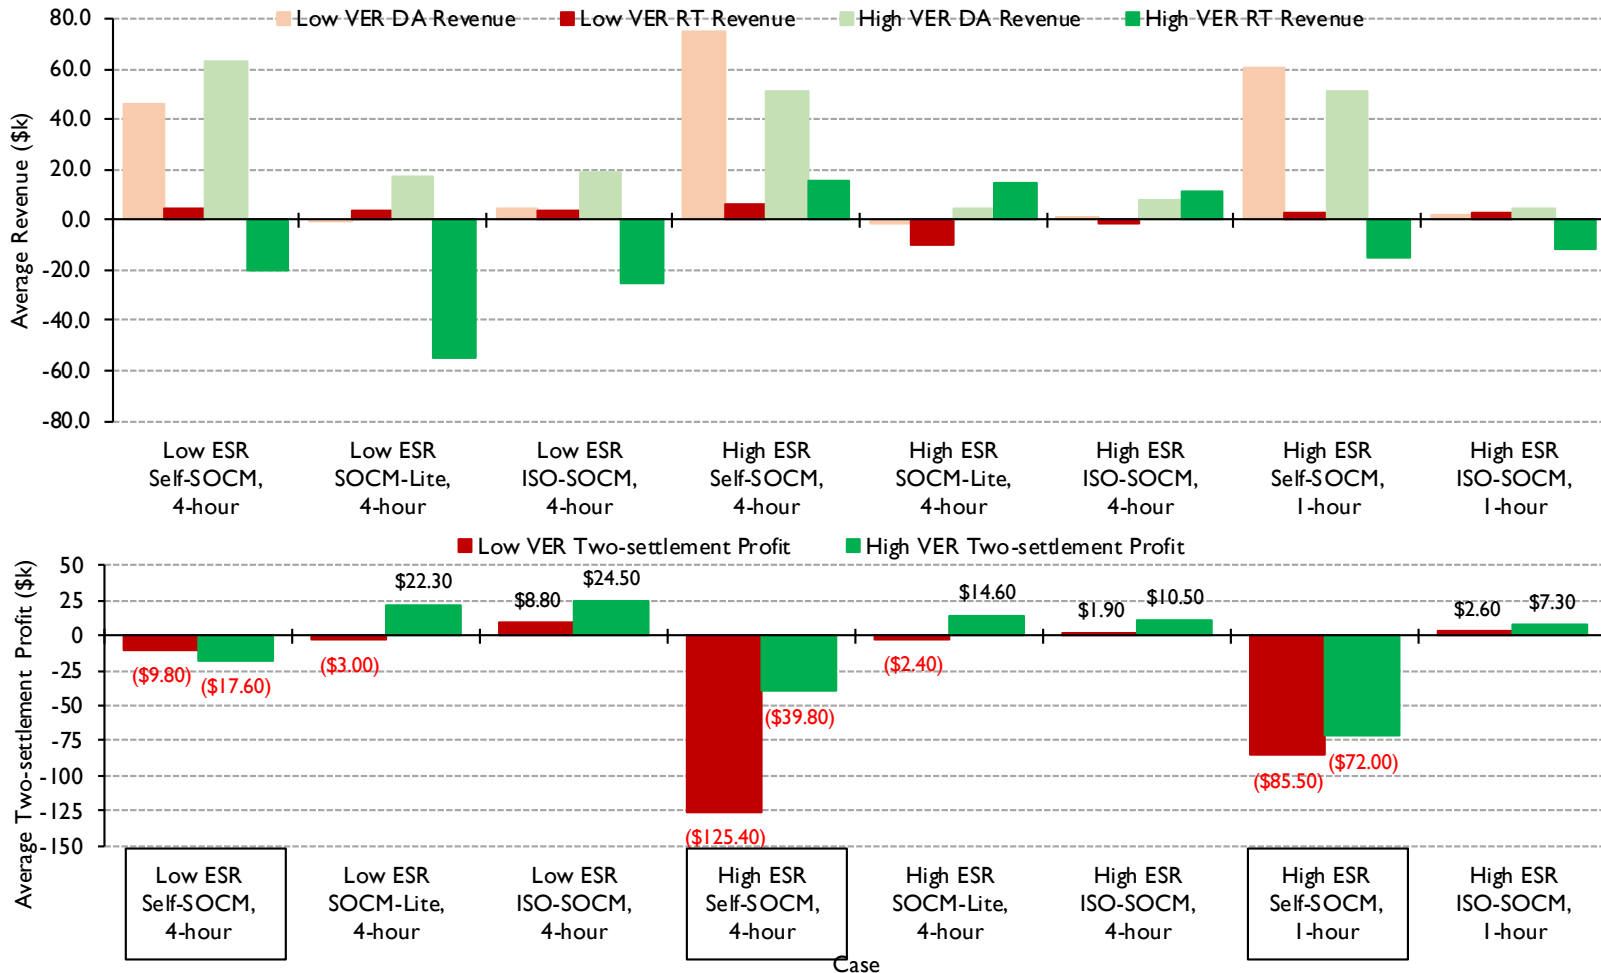 Low VER DA Revenue Low VER RT Revenue High VER DA Revenue High VER RT Revenue
Average Revenue ($k)
80.0
60.0
40.0
20.0
0.0
-20.0
-40.0
-60.0
-80.0
Low ESR Self-SOCM, 4-hour
Low ESR SOCM-Lite, 4-hour
Low ESR ISO-SOCM, 4-hour
High ESR Self-SOCM, 4-hour
High ESR SOCM-Lite, 4-hour
High ESR ISO-SOCM, 4-hour
High ESR Self-SOCM, 1-hour
High ESR ISO-SOCM, 1-hour
Low VER Two-settlement Profit High VER Two-settlement Profit
Average Two-settlement Profit ($k)
50
25
0
-25
-50
-75
-100
-125
-150
($9.80)
($17.60)
($3.00)
$22.30
$8.80
$24.50
($125.40)
($39.80)
($2.40)
$14.60
$1.90
$10.50
($85.50)
($72.00)
$2.60
$7.30
Low ESR Self-SOCM, 4-hour
Low ESR SOCM-Lite, 4-hour
Low ESR ISO-SOCM, 4-hour
High ESR Self-SOCM, 4-hour
High ESR SOCM-Lite, 4-hour
High ESR ISO-SOCM, 4-hour
High ESR Self-SOCM, 1-hour
High ESR ISO-SOCM, 1-hour
Case